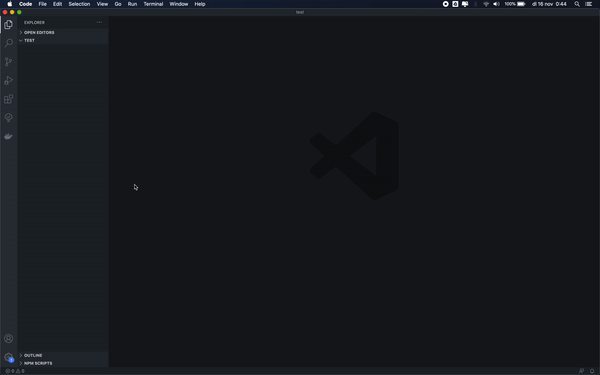 Code File Edit Selection View Go Run Terminal Window Help 100% di 16 nov 0:44
test
EXPLORER
OPEN EDITORS
TEST
OUTLINE
NPM SCRIPTS
0 0